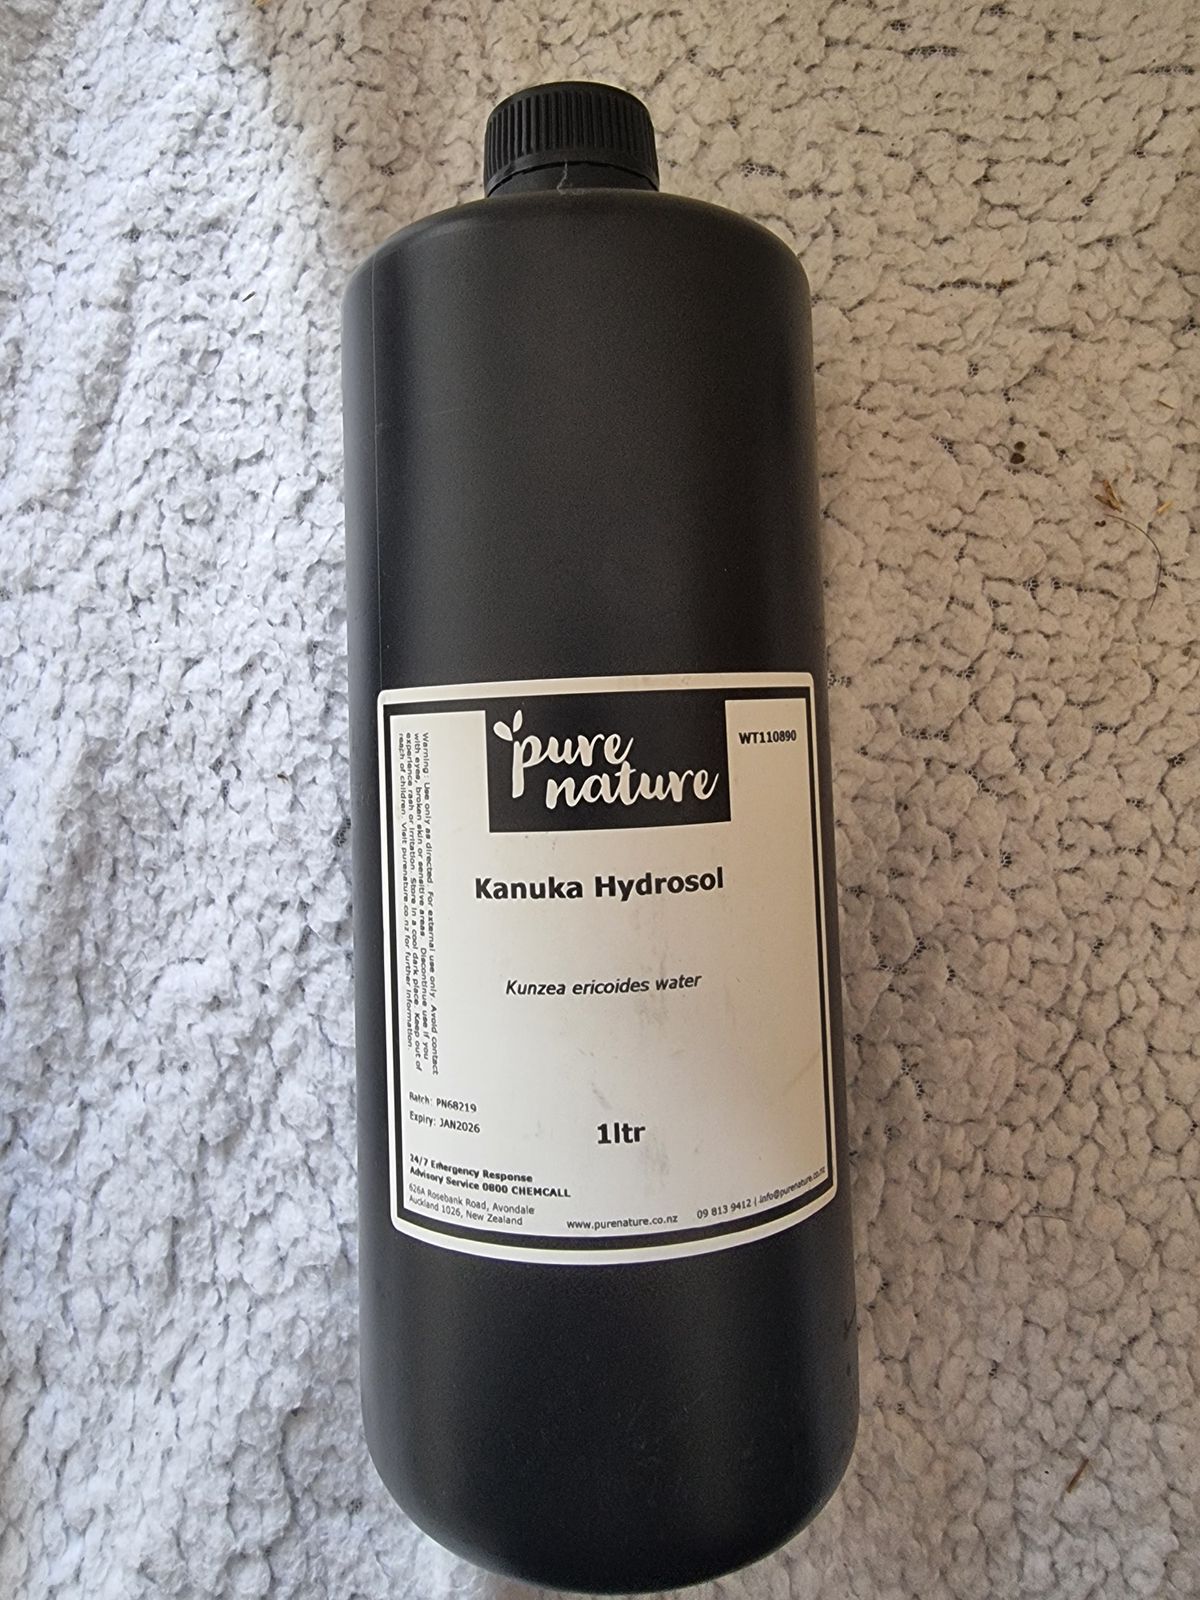 pure
nature
WT110890
Warning: Use only as directed. For external use only. Avoid contact
with eyes, broken skin or sensitive areas. Discontinue use if you
experience rash or irritation. Store in a cool dark place. Keep out of
reach of children. Visit purenature.co.nz for further information.
Kanuka Hydrosol
Kunzea ericoides water
Batch: PN68219
Expiry: JAN2026
1ltr
24/7 Emergency Response
Advisory Service 0800 CHEMCALL
626A Rosebank Road, Avondale
Auckland 1026, New Zealand
www.purenature.co.nz
09 813 9412 | info@purenature.co.nz